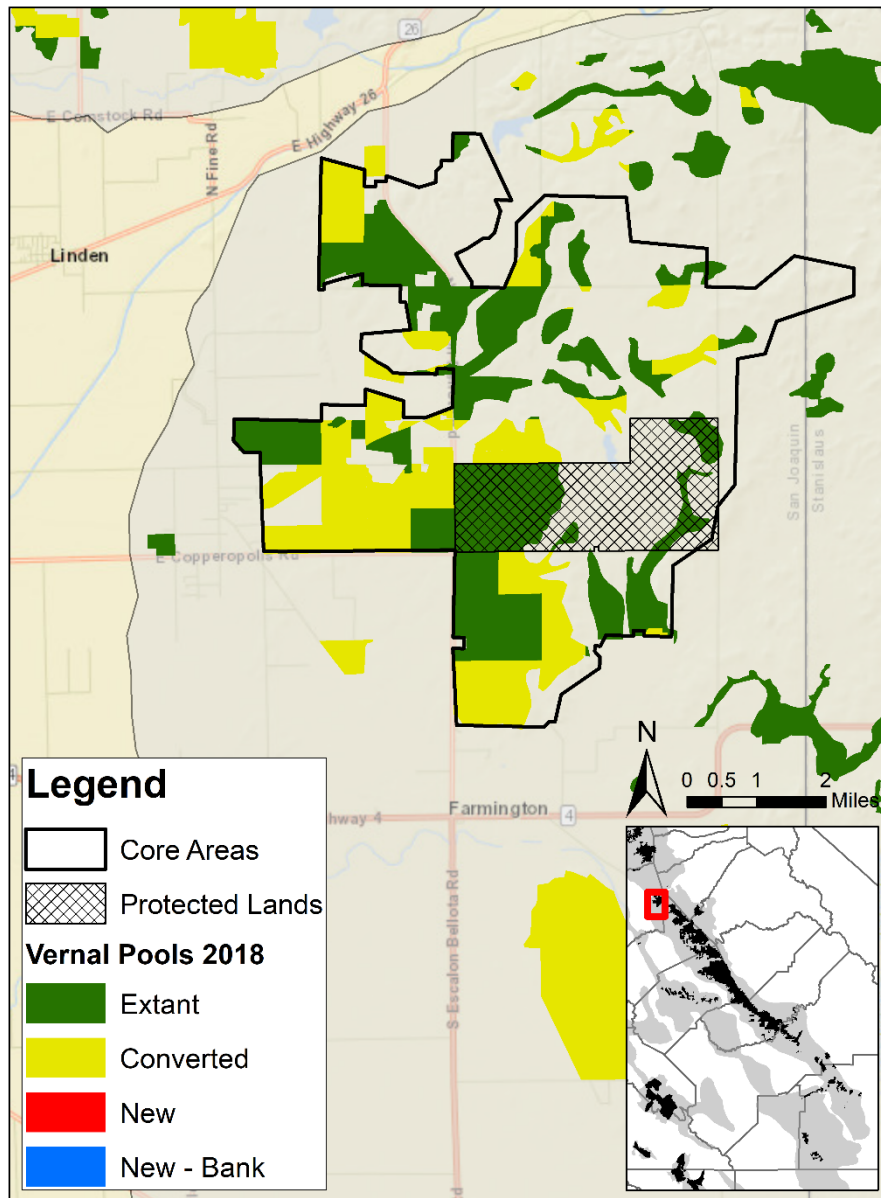 26
E Comstock Rd
E Highway 26
N Fine Rd
Linden
San Joaquin
Stanislaus
E Copperopolis Rd
N
0 0.5 1 2
Miles
Farmington
4
hway 4
4
S Escalon Bellota Rd
Legend
Core Areas
Protected Lands
Vernal Pools 2018
Extant
Converted
New
New - Bank